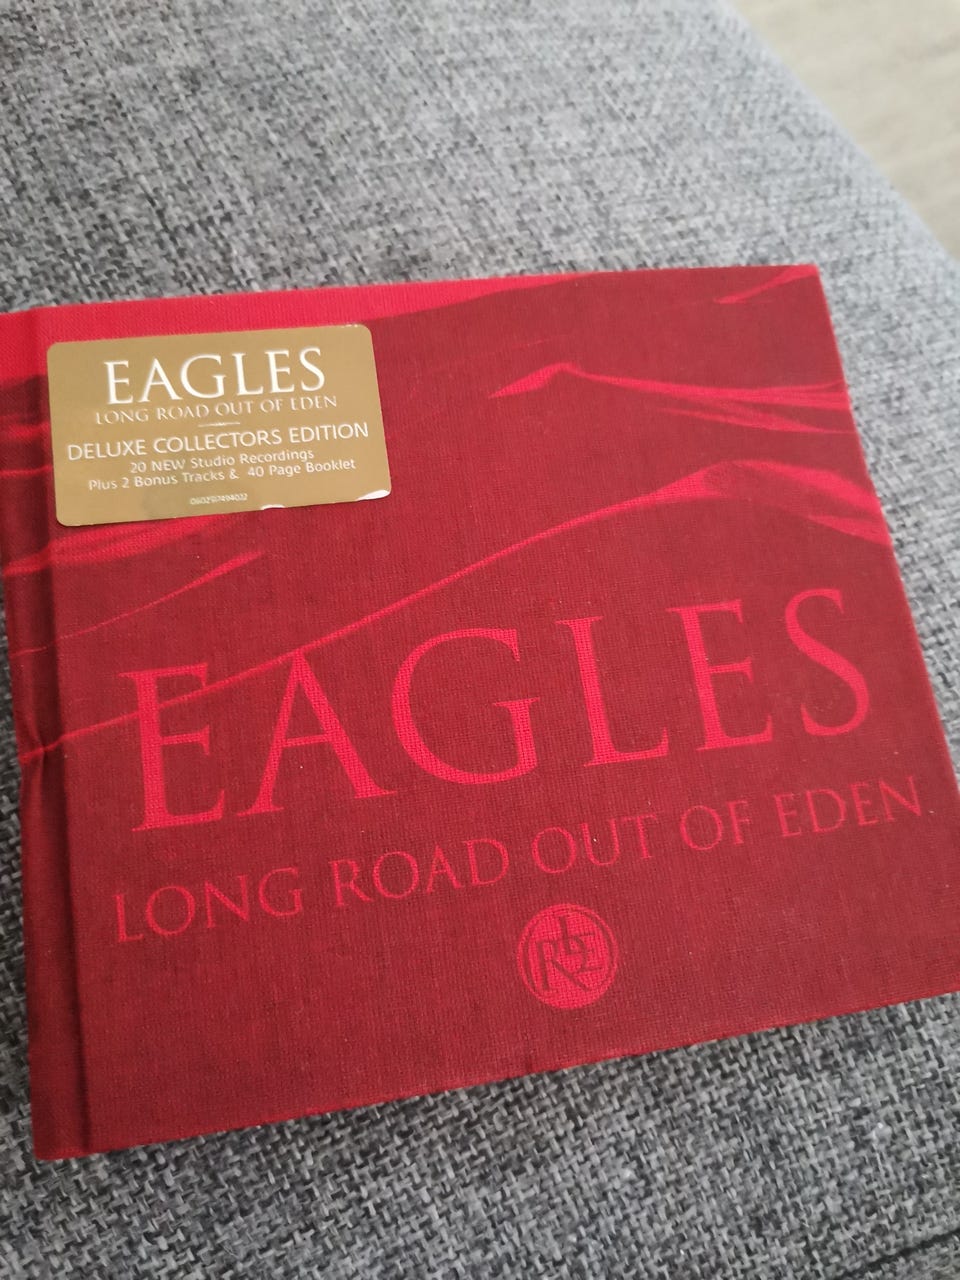 EAGLES
LONG ROAD OUT OF EDEN
DELUXE COLLECTORS EDITION
20 NEW Studio Recordings
Plus 2 Bonus Tracks & 40 Page Booklet
EAGLES
LONG ROAD OUT OF EDEN